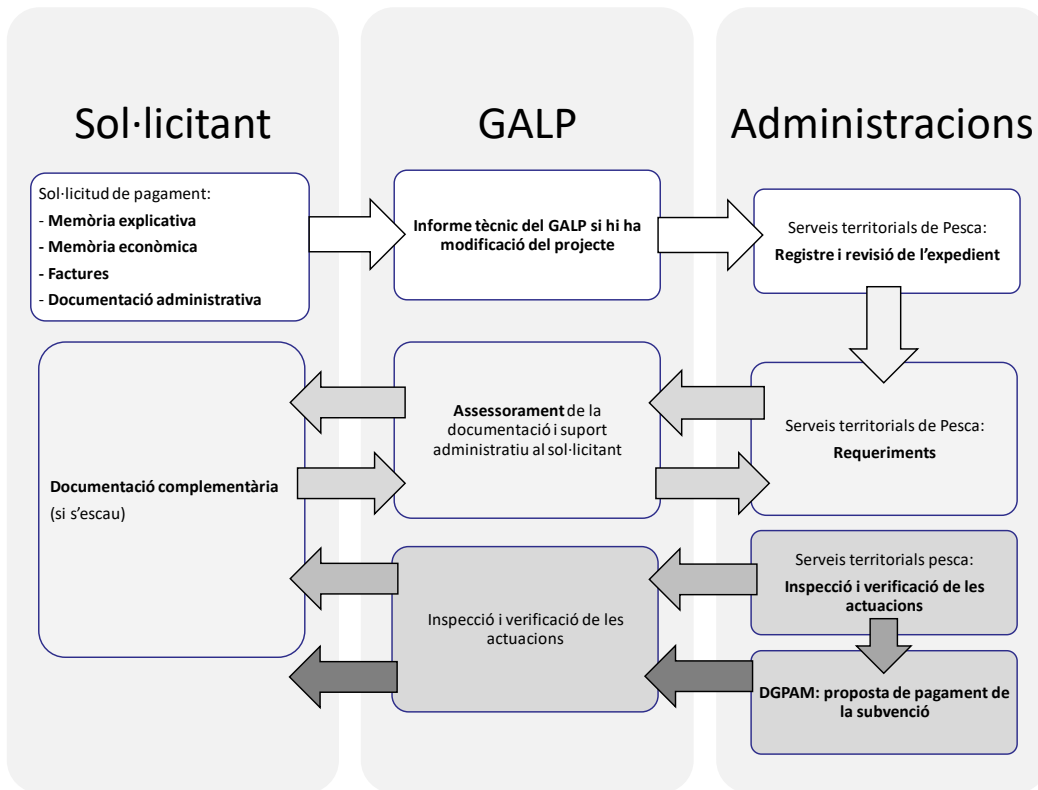 Sol·licitant
GALP
Administracions
Sol·licitud de pagament:
- Memòria explicativa
- Memòria econòmica
- Factures
- Documentació administrativa
Informe tècnic del GALP si hi ha
modificació del projecte
Serveis territorials de Pesca:
Registre i revisió de l'expedient
Documentació complementària
(si s'escau)
Assessorament de la
documentació i suport
administratiu al sol·licitant
Serveis territorials de Pesca:
Requeriments
Inspecció i verificació de les
actuacions
Serveis territorials pesca:
Inspecció i verificació de les
actuacions
DGPAM: proposta de pagament de
la subvenció